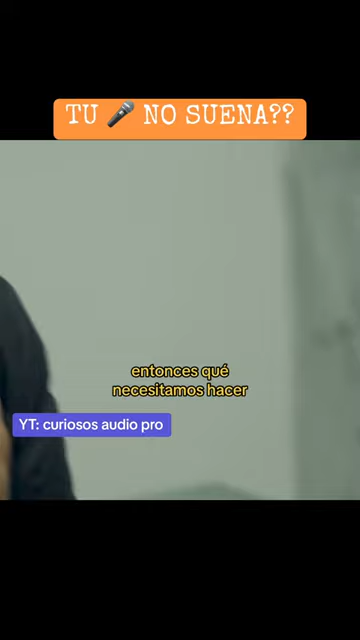 TU 🎤 NO SUENA??
entonces qué
necesitamos hacer
YT: curiosos audio pro